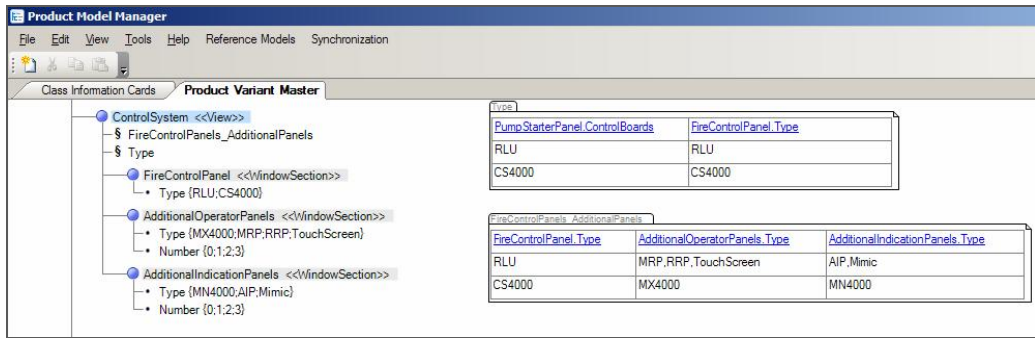 Product Model Manager
File Edit View Tools Help Reference Models Synchronization
Class Information Cards Product Variant Master
ControlSystem <<View>>
§ FireControlPanels_AdditionalPanels
§ Type
FireControlPanel <<WindowSection>>
• Type {RLU;CS4000}
AdditionalOperatorPanels <<WindowSection>>
• Type {MX4000;MRP;RRP;TouchScreen}
• Number {0;1;2;3}
AdditionalIndicationPanels <<WindowSection>>
• Type {MN4000;AIP;Mimic}
• Number {0;1;2;3}
Type
PumpStarterPanel.ControlBoards FireControlPanel.Type
RLU RLU
CS4000 CS4000
FireControlPanels_AdditionalPanels
FireControlPanel.Type AdditionalOperatorPanels.Type AdditionalIndicationPanels.Type
RLU MRP,RRP,TouchScreen AIP,Mimic
CS4000 MX4000 MN4000